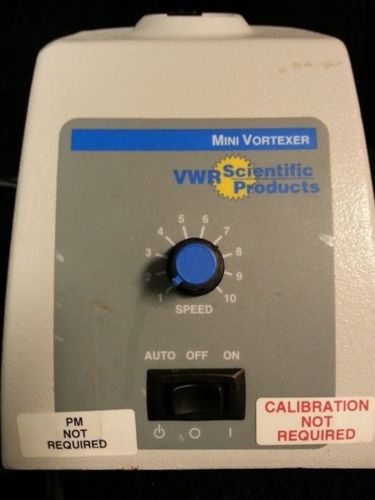 MINI VORTEXER
VWR Scientific
Products
1 2 3 4 5 6 7 8 9 10
SPEED
AUTO OFF ON
PM
NOT
REQUIRED
CALIBRATION
NOT
REQUIRED